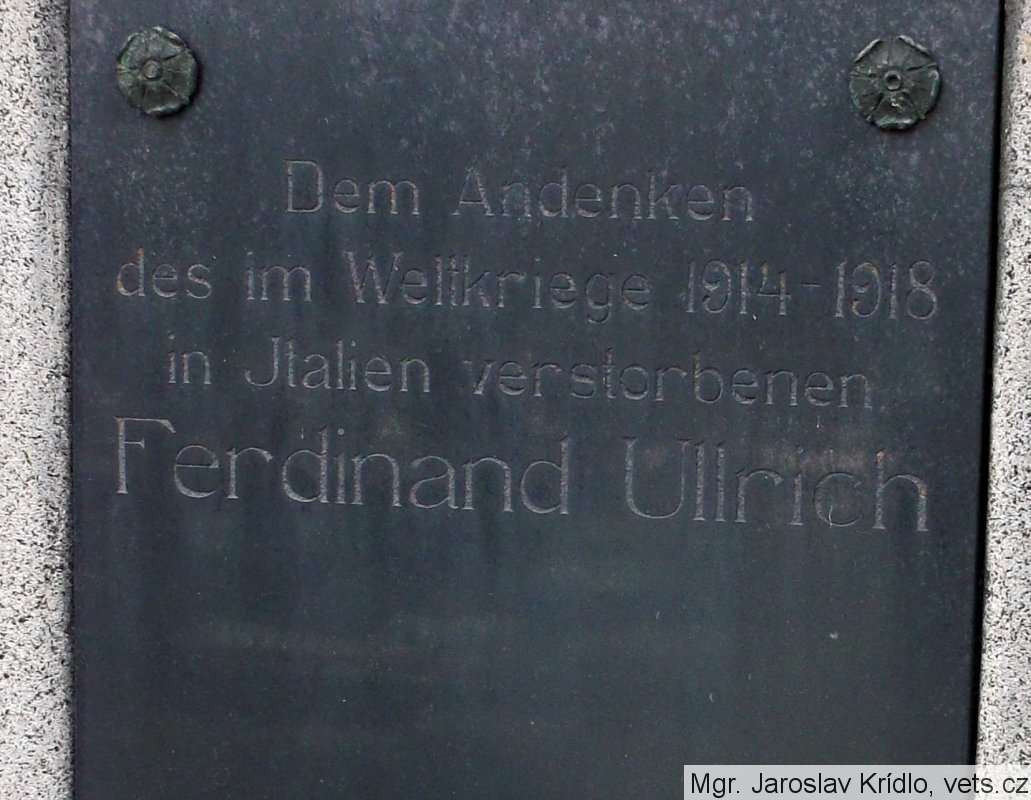 Dem Andenken
des im Weltkriege 1914-1918
in Jtalien verstorbenen
Ferdinand Ullrich
Mgr. Jaroslav Krídlo, vets.cz